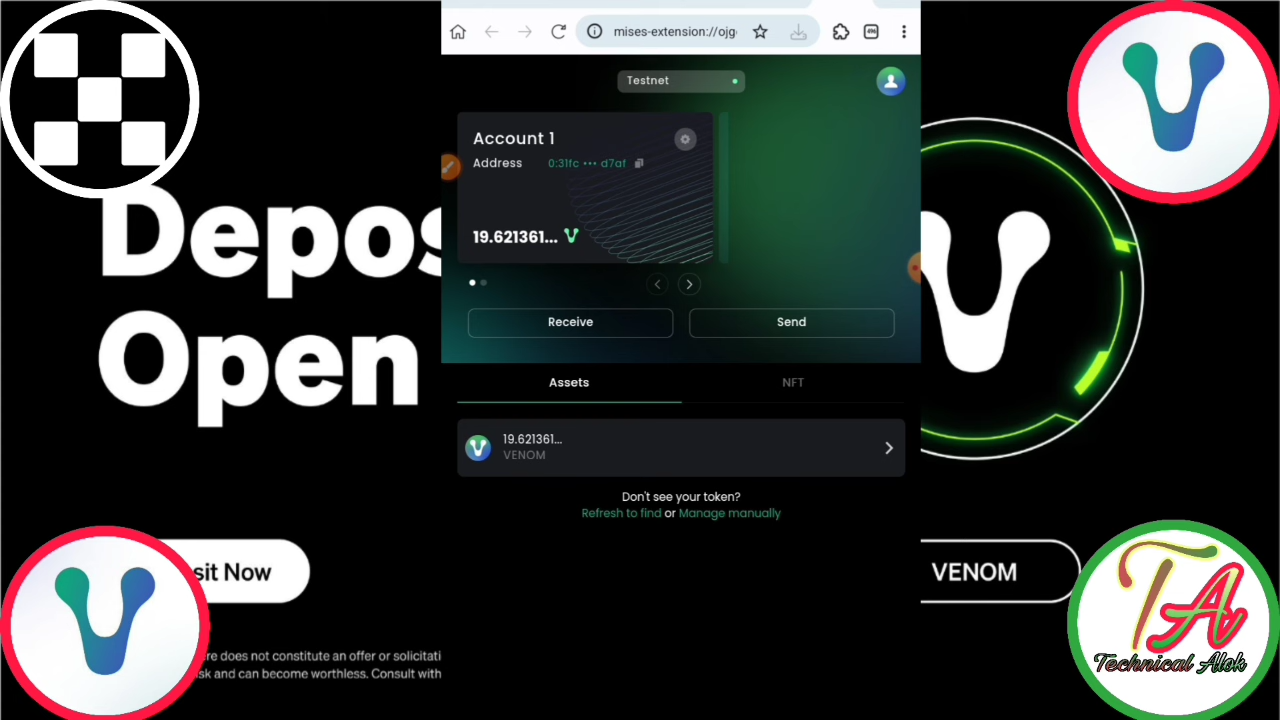 mises-extension://ojg
Testnet
Account 1
Address 0:31fc ••• d7af
19.621361...
Receive
Send
Assets
NFT
19.621361...
VENOM
Don't see your token?
Refresh to find or Manage manually
Depos
Open
sit Now
VENOM
re does not constitute an offer or solicitati
sk and can become worthless. Consult with
TA
Technical Alok